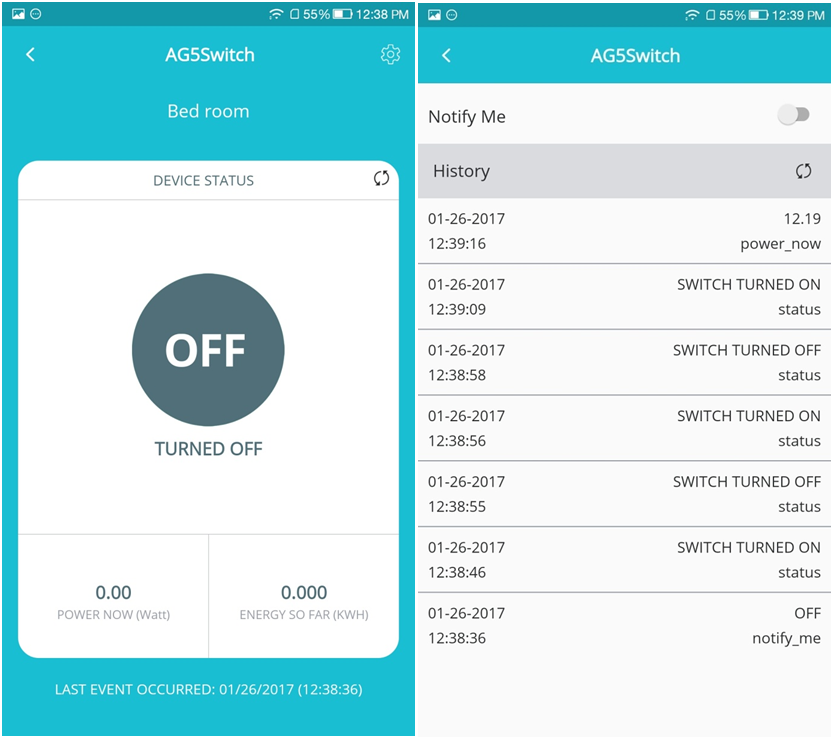 55% 12:38 PM
AG5Switch
Bed room
DEVICE STATUS
OFF
TURNED OFF
0.00 0.000
POWER NOW (Watt) ENERGY SO FAR (KWH)
LAST EVENT OCCURRED: 01/26/2017 (12:38:36)
55% 12:39 PM
AG5Switch
Notify Me
History
01-26-2017 12.19
12:39:16 power_now
01-26-2017 SWITCH TURNED ON
12:39:09 status
01-26-2017 SWITCH TURNED OFF
12:38:58 status
01-26-2017 SWITCH TURNED ON
12:38:56 status
01-26-2017 SWITCH TURNED OFF
12:38:55 status
01-26-2017 SWITCH TURNED ON
12:38:46 status
01-26-2017 OFF
12:38:36 notify_me